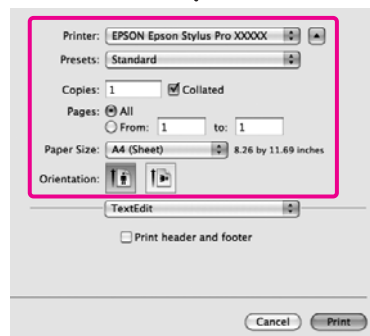 Printer: EPSON Epson Stylus Pro XXXXX
Presets: Standard
Copies: 1 Collated
Pages: All
From: 1 to: 1
Paper Size: A4 (Sheet) 8.26 by 11.69 inches
Orientation:
TextEdit
Print header and footer
Cancel Print